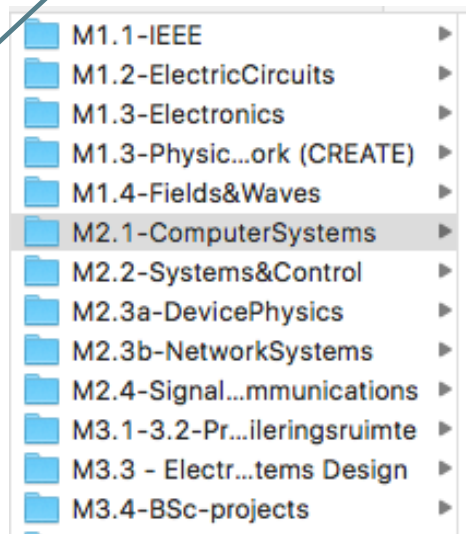 M1.1-IEEE
M1.2-ElectricCircuits
M1.3-Electronics
M1.3-Physic...ork (CREATE)
M1.4-Fields&Waves
M2.1-ComputerSystems
M2.2-Systems&Control
M2.3a-DevicePhysics
M2.3b-NetworkSystems
M2.4-Signal...mmunications
M3.1-3.2-Pr...ileringsruimte
M3.3 - Electr...tems Design
M3.4-BSc-projects